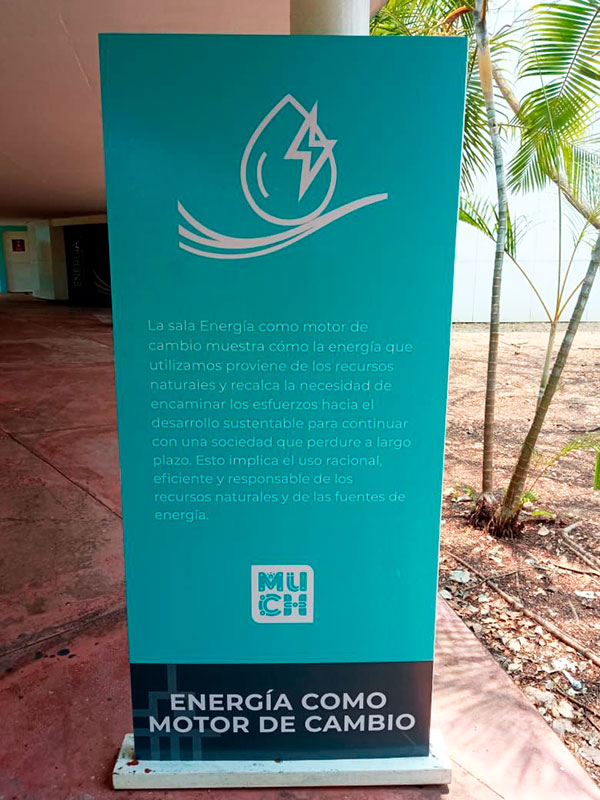 La sala Energía como motor de
cambio muestra cómo la energía que
utilizamos proviene de los recursos
naturales y recalca la necesidad de
encaminar los esfuerzos hacia el
desarrollo sustentable para continuar
con una sociedad que perdure a largo
plazo. Esto implica el uso racional,
eficiente y responsable de los
recursos naturales y de las fuentes de
energía.
MU
CH
ENERGÍA COMO
MOTOR DE CAMBIO
ENERGÍA